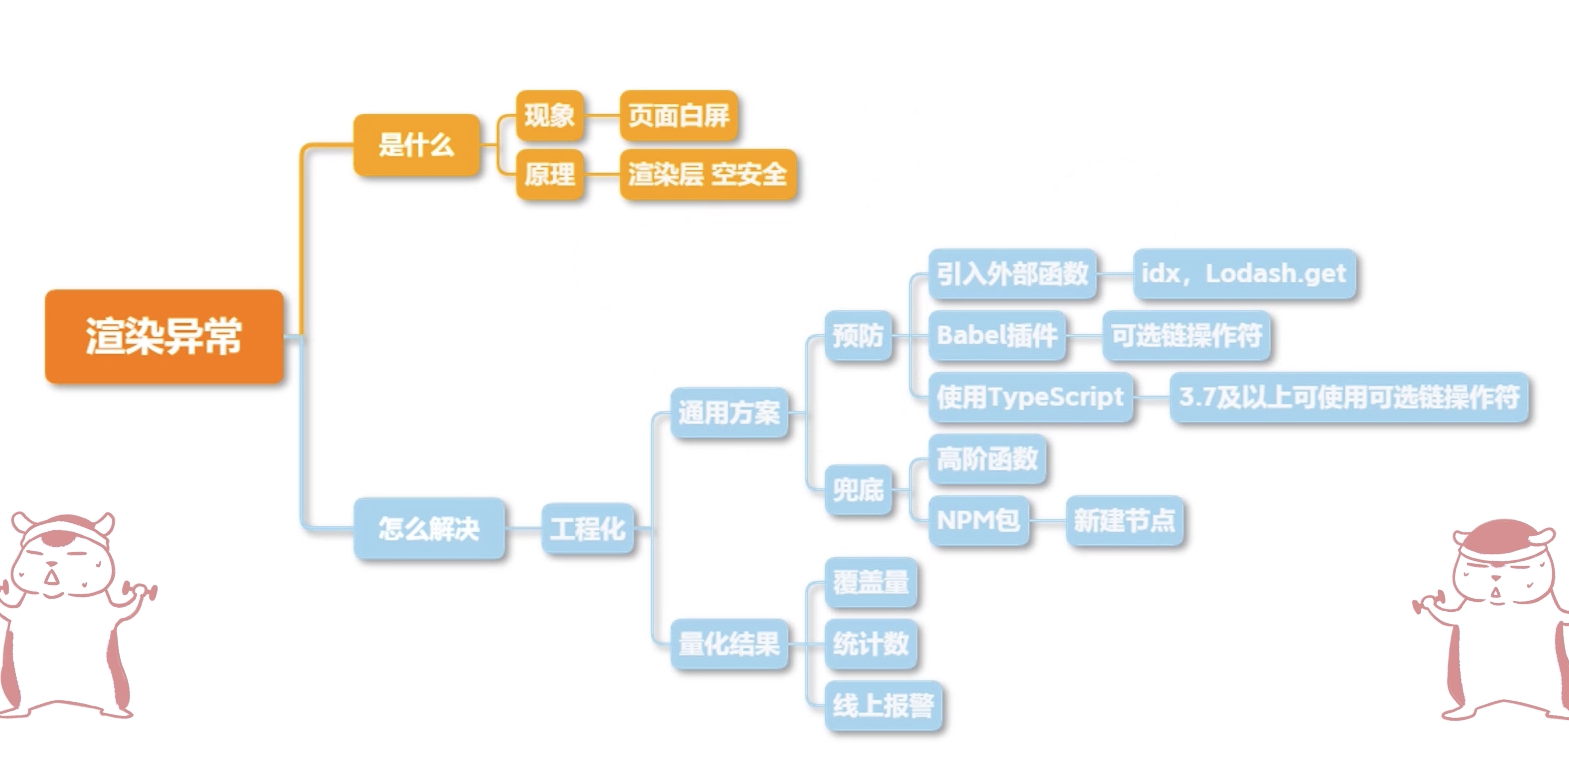 渲染异常
是什么
现象
页面白屏
原理
渲染层 空安全
怎么解决
工程化
通用方案
预防
引入外部函数
idx，Lodash.get
Babel插件
可选链操作符
使用TypeScript
3.7及以上可使用可选链操作符
兜底
高阶函数
NPM包
新建节点
量化结果
覆盖量
统计数
线上报警